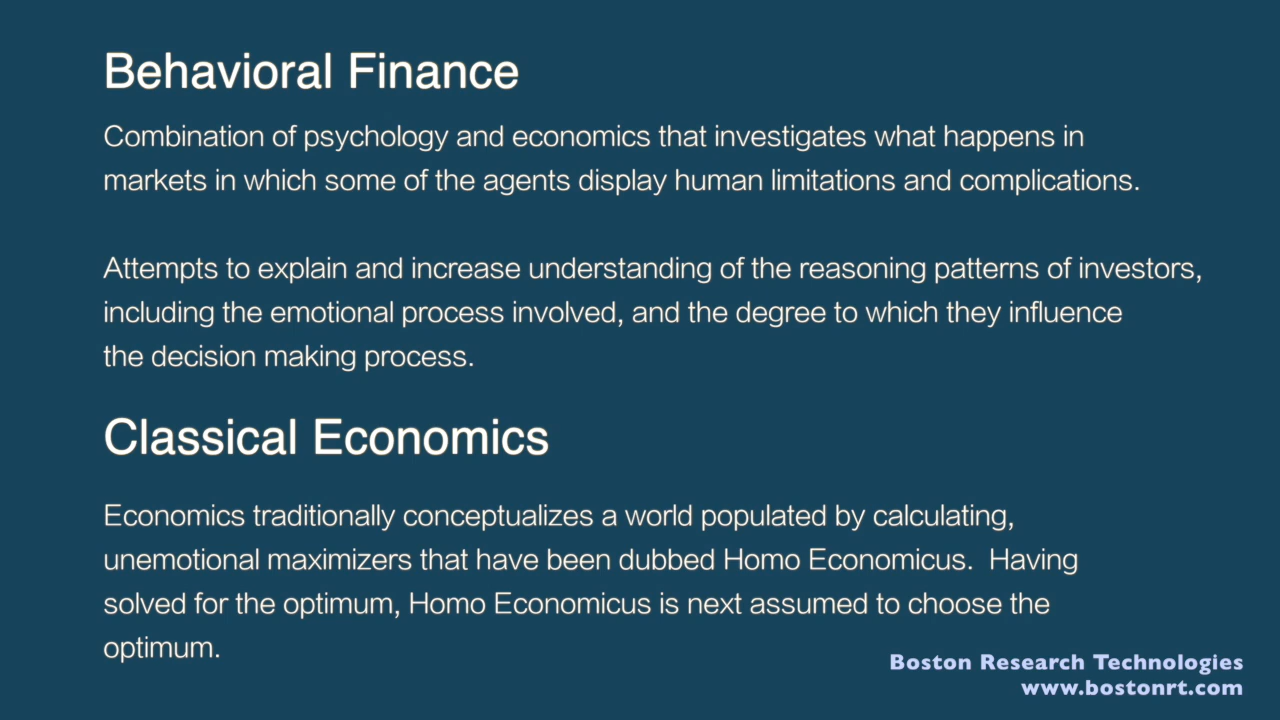 Behavioral Finance
Combination of psychology and economics that investigates what happens in
markets in which some of the agents display human limitations and complications.
Attempts to explain and increase understanding of the reasoning patterns of investors,
including the emotional process involved, and the degree to which they influence
the decision making process.
Classical Economics
Economics traditionally conceptualizes a world populated by calculating,
unemotional maximizers that have been dubbed Homo Economicus.  Having
solved for the optimum, Homo Economicus is next assumed to choose the
optimum.
Boston Research Technologies
www.bostonrt.com